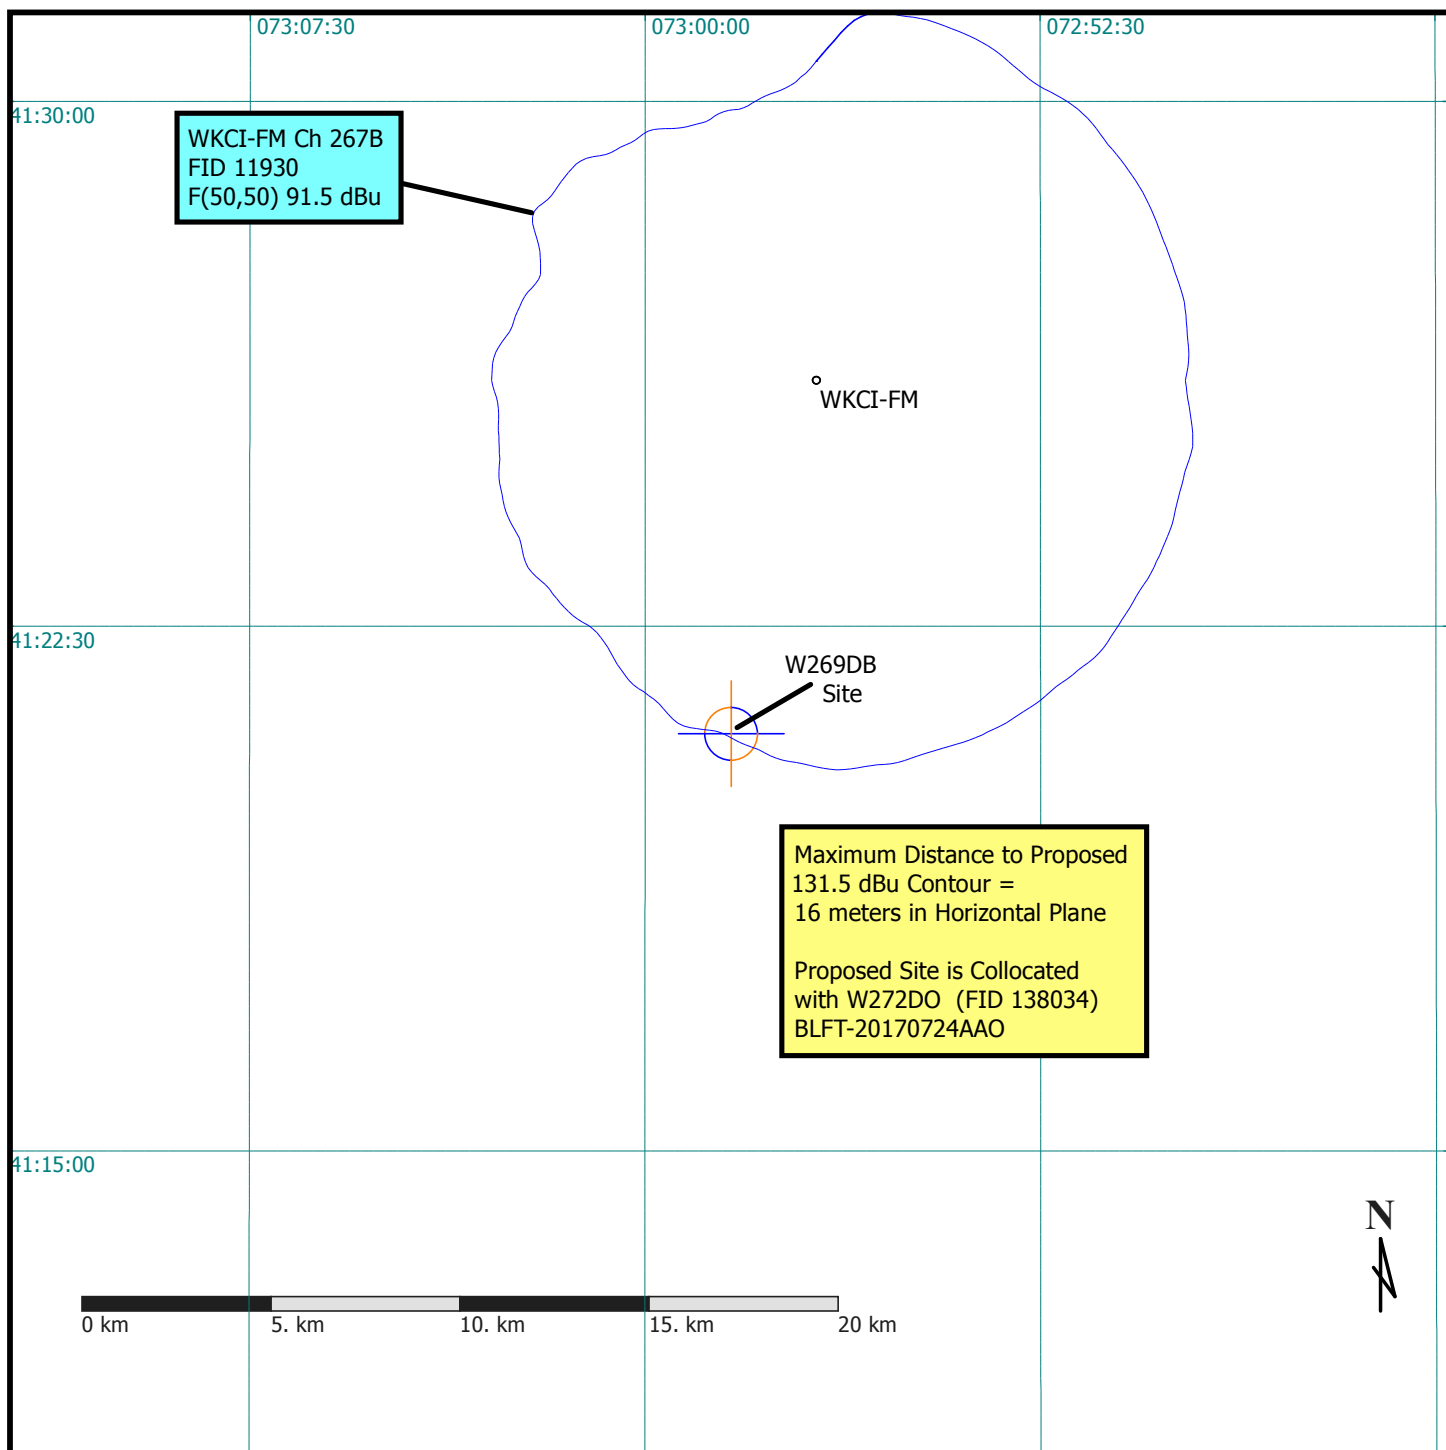 073:07:30
073:00:00
072:52:30
41:30:00
WKCI-FM Ch 267B
FID 11930
F(50,50) 91.5 dBu
WKCI-FM
41:22:30
W269DB
Site
Maximum Distance to Proposed
131.5 dBu Contour =
16 meters in Horizontal Plane
Proposed Site is Collocated
with W272DO (FID 138034)
BLFT-20170724AAO
41:15:00
N
0 km
5. km
10. km
15. km
20 km